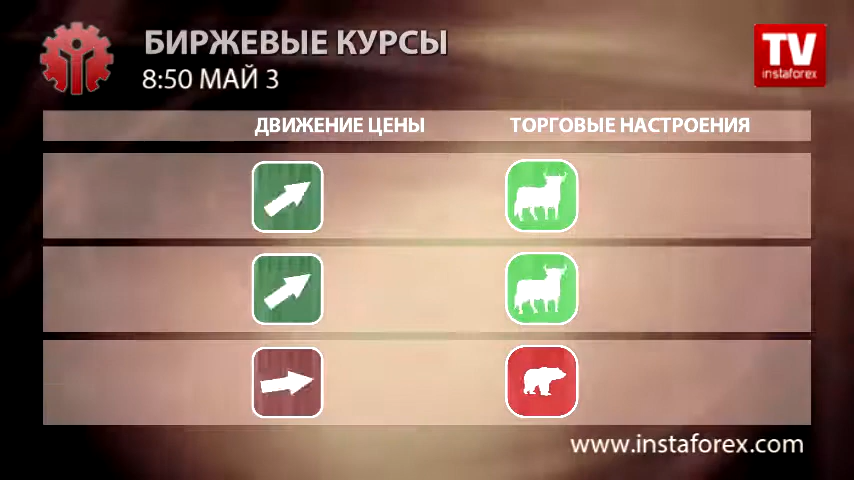 БИРЖЕВЫЕ КУРСЫ
8:50 МАЙ 3
TV
instaforex
ДВИЖЕНИЕ ЦЕНЫ ТОРГОВЫЕ НАСТРОЕНИЯ
www.instaforex.com